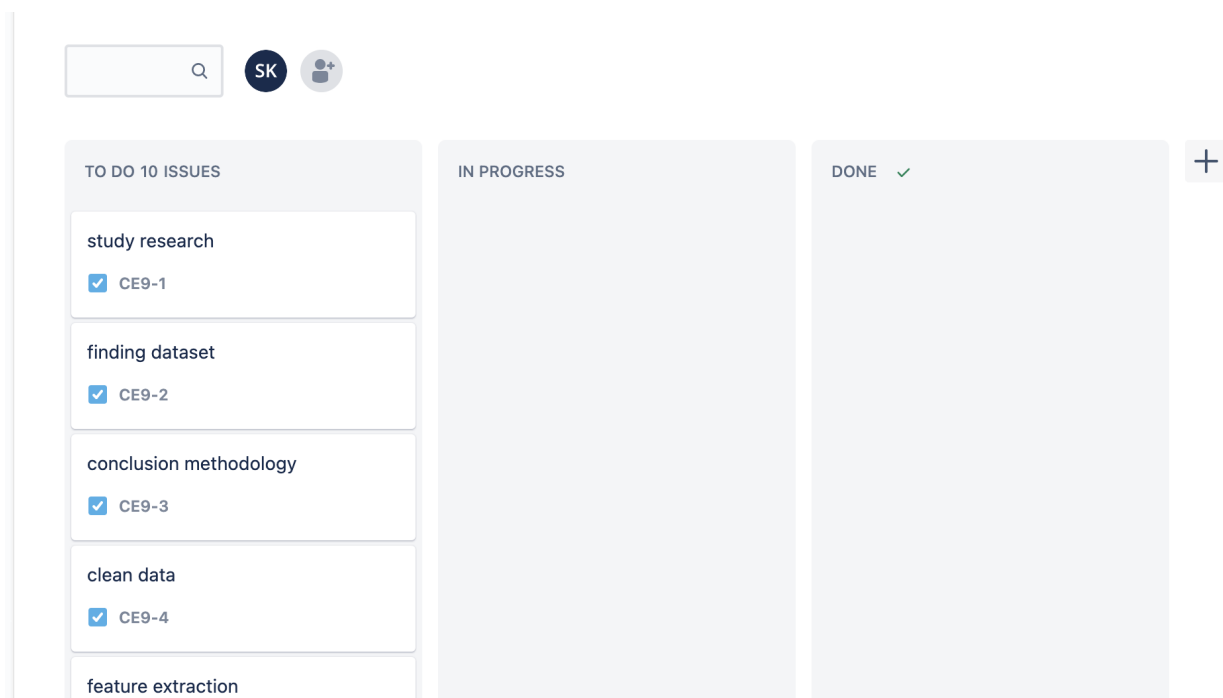 SK
TO DO 10 ISSUES
IN PROGRESS
DONE
study research
CE9-1
finding dataset
CE9-2
conclusion methodology
CE9-3
clean data
CE9-4
feature extraction